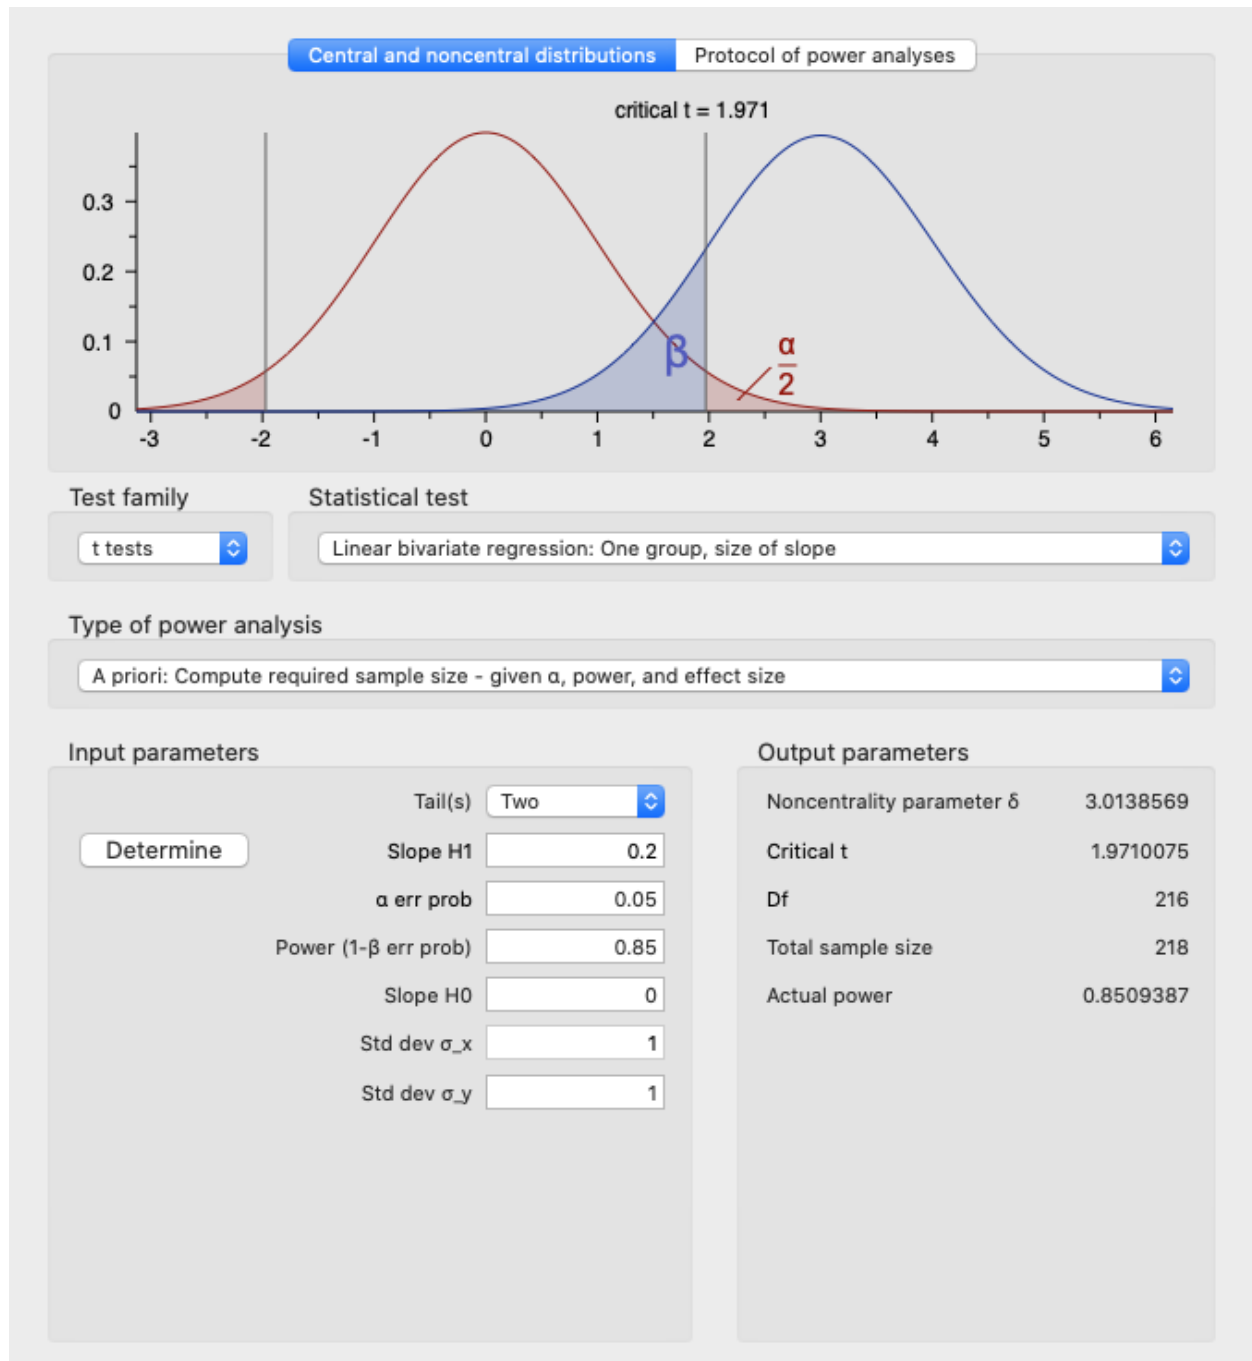 Central and noncentral distributions
Protocol of power analyses
critical t = 1.971
0.3
0.2
0.1
0
β
α
2
-3 -2 -1 0 1 2 3 4 5 6
Test family
Statistical test
t tests
Linear bivariate regression: One group, size of slope
Type of power analysis
A priori: Compute required sample size - given α, power, and effect size
Input parameters
Tail(s) Two
Determine
Slope H1 0.2
α err prob 0.05
Power (1-β err prob) 0.85
Slope H0 0
Std dev σ_x 1
Std dev σ_y 1
Output parameters
Noncentrality parameter δ 3.0138569
Critical t 1.9710075
Df 216
Total sample size 218
Actual power 0.8509387